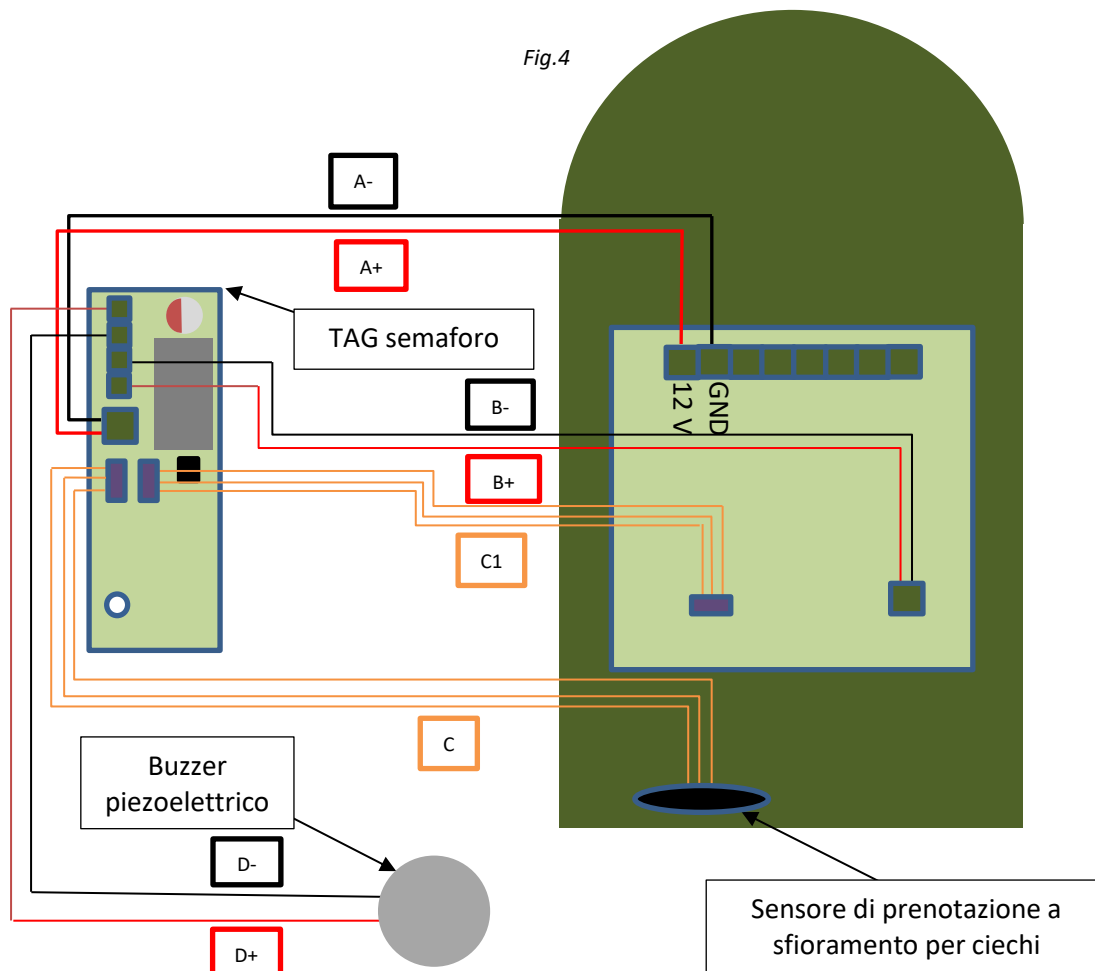 Fig.4
A-
A+
TAG semaforo
12 V
GND
B-
B+
C1
C
Buzzer
piezoelettrico
D-
D+
Sensore di prenotazione a
sfioramento per ciechi